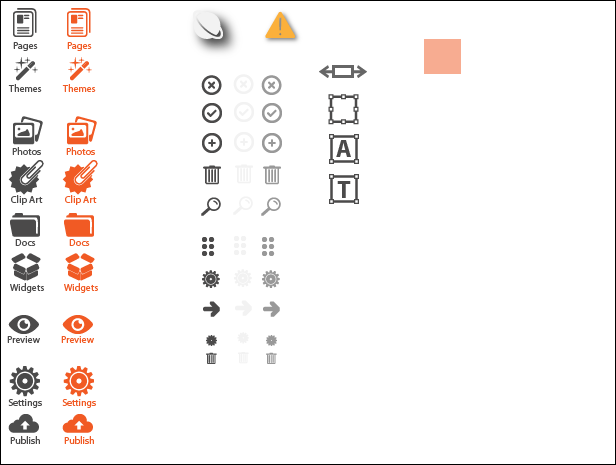 Pages Pages
Themes Themes
Photos Photos
Clip Art Clip Art
Docs Docs
Widgets Widgets
Preview Preview
Settings Settings
Publish Publish
A
T